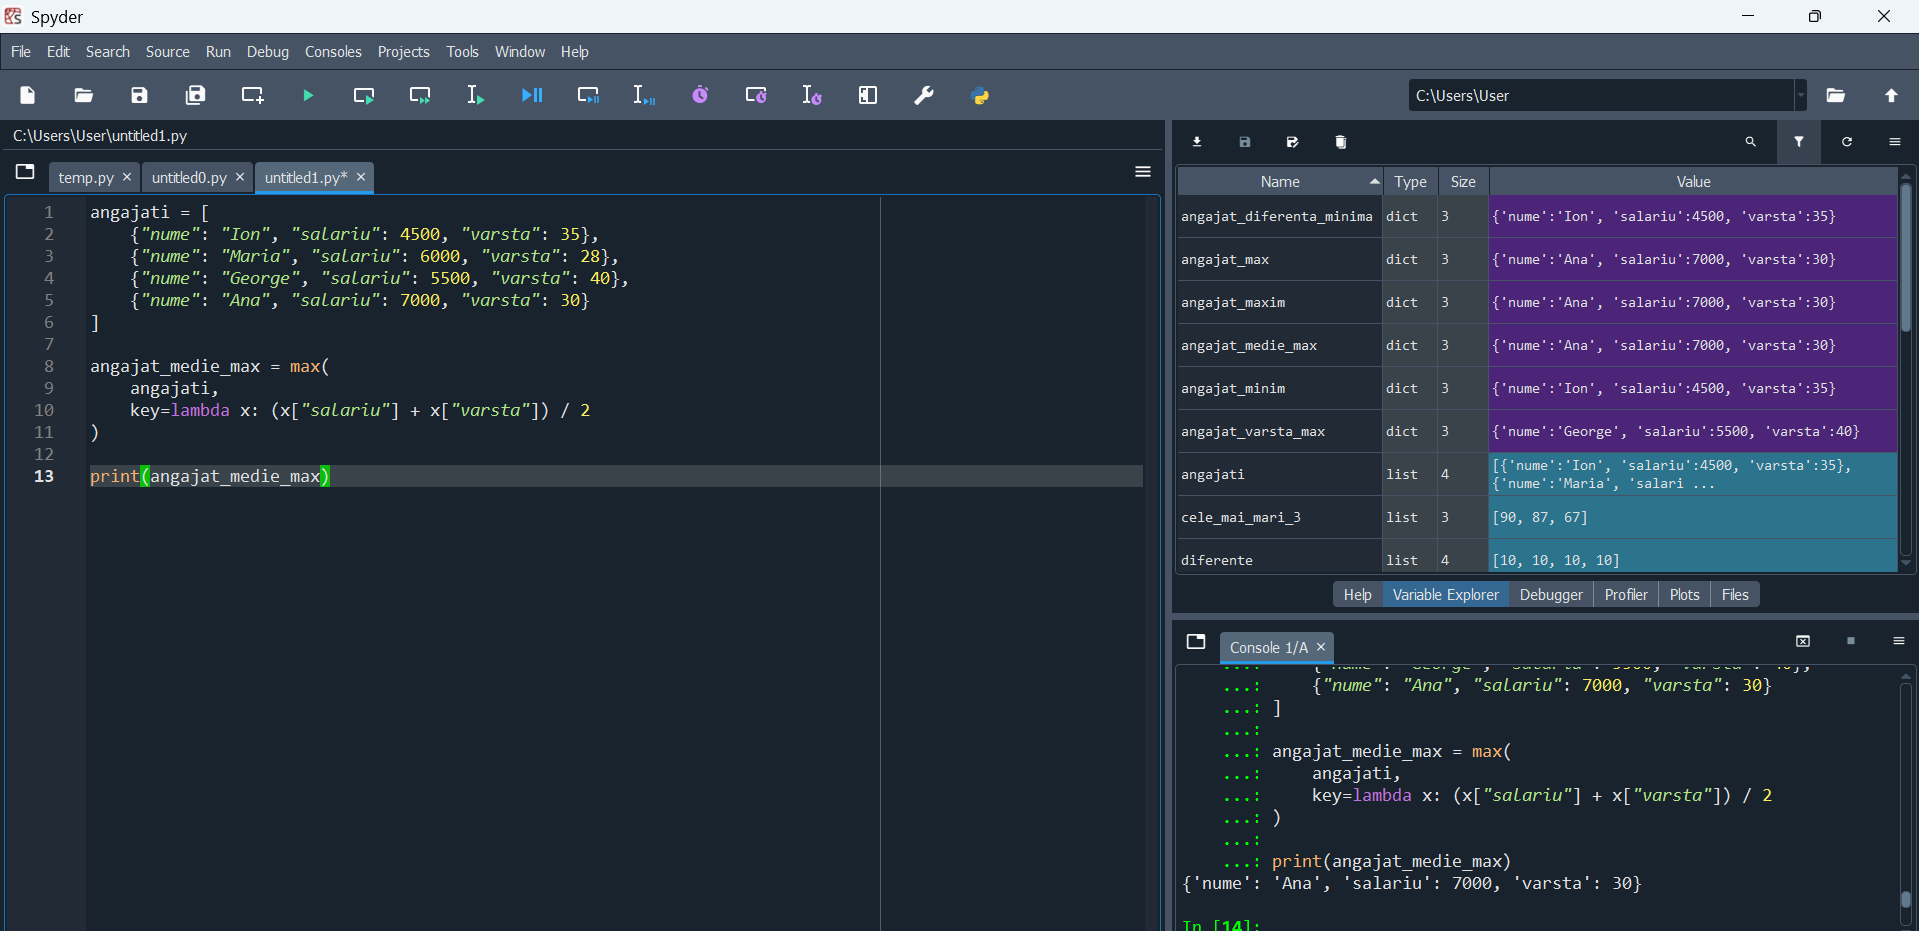 Spyder
File Edit Search Source Run Debug Consoles Projects Tools Window Help
C:\Users\User
C:\Users\User\untitled1.py
temp.py untitled0.py untitled1.py*
1 angajati = [
2     {"nume": "Ion", "salariu": 4500, "varsta": 35},
3     {"nume": "Maria", "salariu": 6000, "varsta": 28},
4     {"nume": "George", "salariu": 5500, "varsta": 40},
5     {"nume": "Ana", "salariu": 7000, "varsta": 30}
6 ]
7
8 angajat_medie_max = max(
9     angajati,
10     key=lambda x: (x["salariu"] + x["varsta"]) / 2
11 )
12
13 print(angajat_medie_max)
Name Type Size Value
angajat_diferenta_minima dict 3 {'nume':'Ion', 'salariu':4500, 'varsta':35}
angajat_max dict 3 {'nume':'Ana', 'salariu':7000, 'varsta':30}
angajat_maxim dict 3 {'nume':'Ana', 'salariu':7000, 'varsta':30}
angajat_medie_max dict 3 {'nume':'Ana', 'salariu':7000, 'varsta':30}
angajat_minim dict 3 {'nume':'Ion', 'salariu':4500, 'varsta':35}
angajat_varsta_max dict 3 {'nume':'George', 'salariu':5500, 'varsta':40}
angajati list 4 [{'nume':'Ion', 'salariu':4500, 'varsta':35},
{'nume':'Maria', 'salari ...
cele_mai_mari_3 list 3 [90, 87, 67]
diferente list 4 [10, 10, 10, 10]
Help Variable Explorer Debugger Profiler Plots Files
Console 1/A
...:     {"nume": "Ana", "salariu": 7000, "varsta": 30}
...: ]
...:
...: angajat_medie_max = max(
...:     angajati,
...:     key=lambda x: (x["salariu"] + x["varsta"]) / 2
...: )
...:
...: print(angajat_medie_max)
{'nume': 'Ana', 'salariu': 7000, 'varsta': 30}
In [14]: